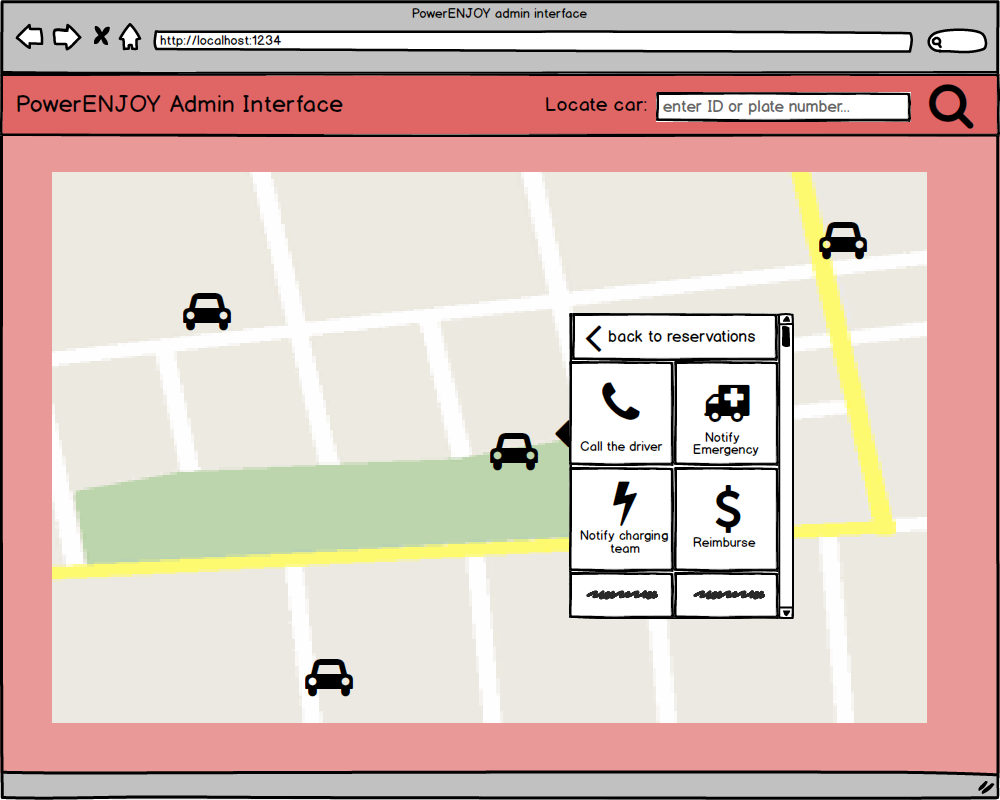 PowerENJOY admin interface
http://localhost:1234
PowerENJOY Admin Interface
Locate car:
enter ID or plate number...
back to reservations
Call the driver
Notify
Emergency
Notify charging
team
Reimburse